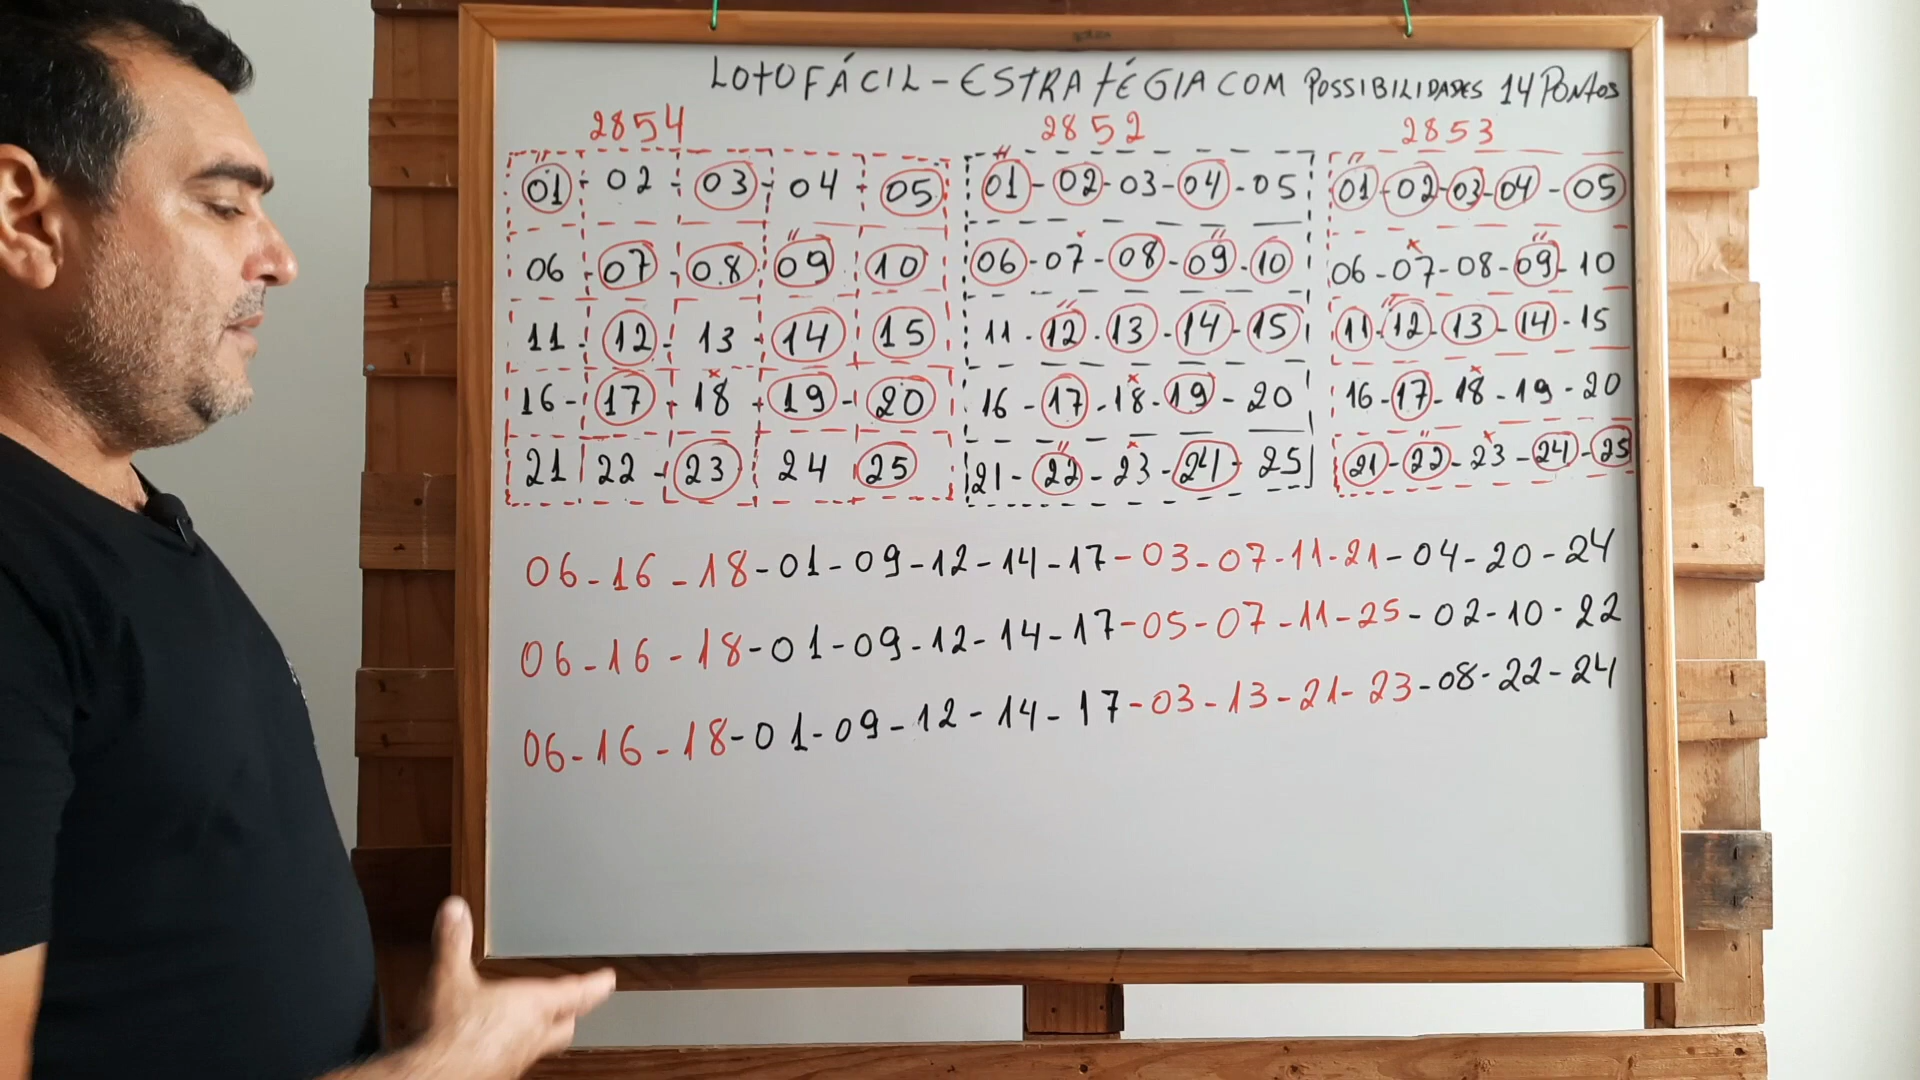 LOTOFÁCIL - ESTRATÉGIA COM POSSIBILIDADES 14 PONTOS
2854
01 - 02 - 03 - 04 - 05
06 - 07 - 08 09 10
11 - 12 - 13 - 14 15
16 - 17 - 18 - 19 - 20
21 22 - 23 24 25
2852
01 - 02 - 03 - 04 - 05
06 - 07 - 08 - 09 - 10
11 - 12 - 13 - 14 - 15
16 - 17 - 18 - 19 - 20
21 - 22 - 23 - 24 - 25
2853
01 - 02 - 03 - 04 - 05
06 - 07 - 08 - 09 - 10
11 - 12 - 13 - 14 - 15
16 - 17 - 18 - 19 - 20
21 - 22 - 23 - 24 - 25
06 - 16 - 18 - 01 - 09 - 12 - 14 - 17 - 03 - 07 - 11 - 21 - 04 - 20 - 24
06 - 16 - 18 - 01 - 09 - 12 - 14 - 17 - 05 - 07 - 11 - 25 - 02 - 10 - 22
06 - 16 - 18 - 01 - 09 - 12 - 14 - 17 - 03 - 13 - 21 - 23 - 08 - 22 - 24